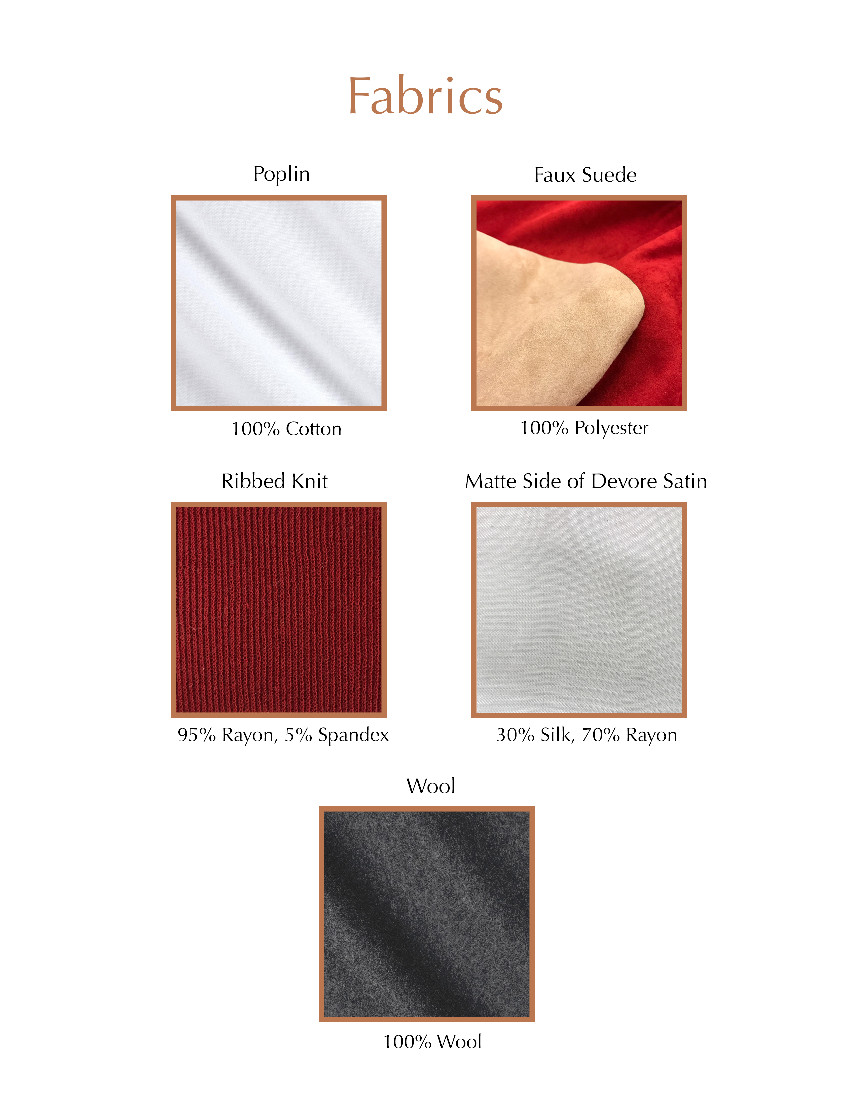 Fabrics
Poplin
Faux Suede
100% Cotton
100% Polyester
Ribbed Knit
Matte Side of Devore Satin
95% Rayon, 5% Spandex
30% Silk, 70% Rayon
Wool
100% Wool